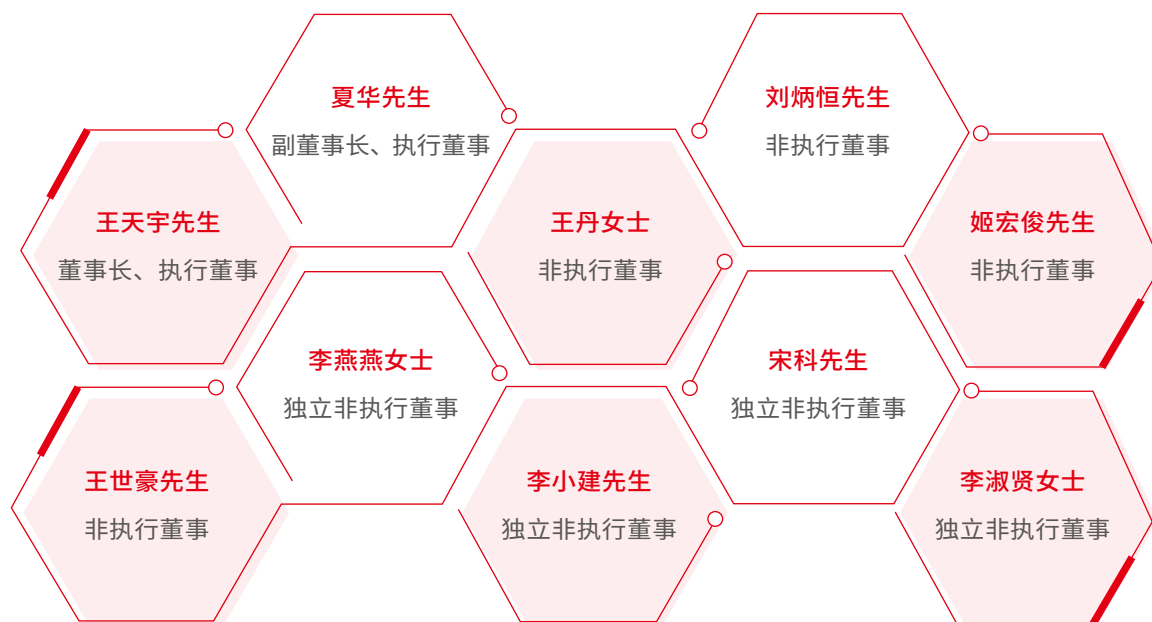 夏华先生
副董事长、执行董事
刘炳恒先生
非执行董事
王天宇先生
董事长、执行董事
王丹女士
非执行董事
姬宏俊先生
非执行董事
李燕燕女士
独立非执行董事
宋科先生
独立非执行董事
王世豪先生
非执行董事
李小建先生
独立非执行董事
李淑贤女士
独立非执行董事